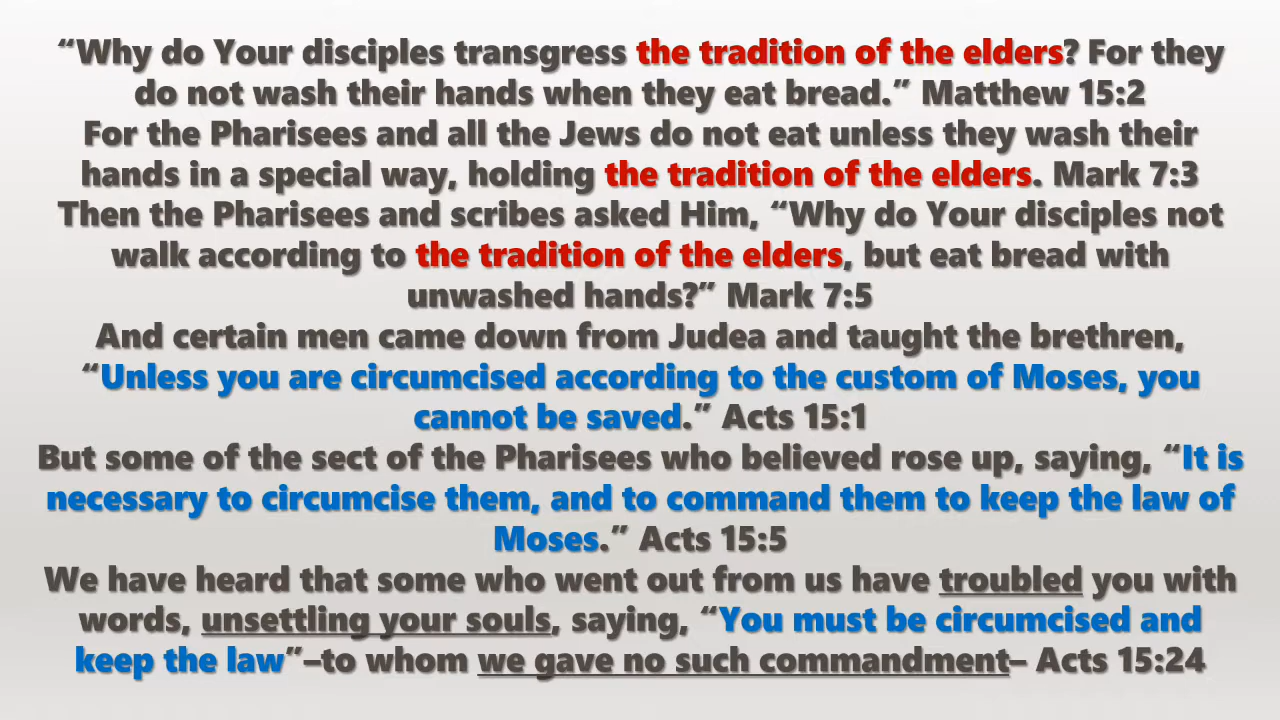 “Why do Your disciples transgress the tradition of the elders? For they
do not wash their hands when they eat bread.” Matthew 15:2
For the Pharisees and all the Jews do not eat unless they wash their
hands in a special way, holding the tradition of the elders. Mark 7:3
Then the Pharisees and scribes asked Him, “Why do Your disciples not
walk according to the tradition of the elders, but eat bread with
unwashed hands?” Mark 7:5
And certain men came down from Judea and taught the brethren,
“Unless you are circumcised according to the custom of Moses, you
cannot be saved.” Acts 15:1
But some of the sect of the Pharisees who believed rose up, saying, “It is
necessary to circumcise them, and to command them to keep the law of
Moses.” Acts 15:5
We have heard that some who went out from us have troubled you with
words, unsettling your souls, saying, “You must be circumcised and
keep the law”–to whom we gave no such commandment– Acts 15:24